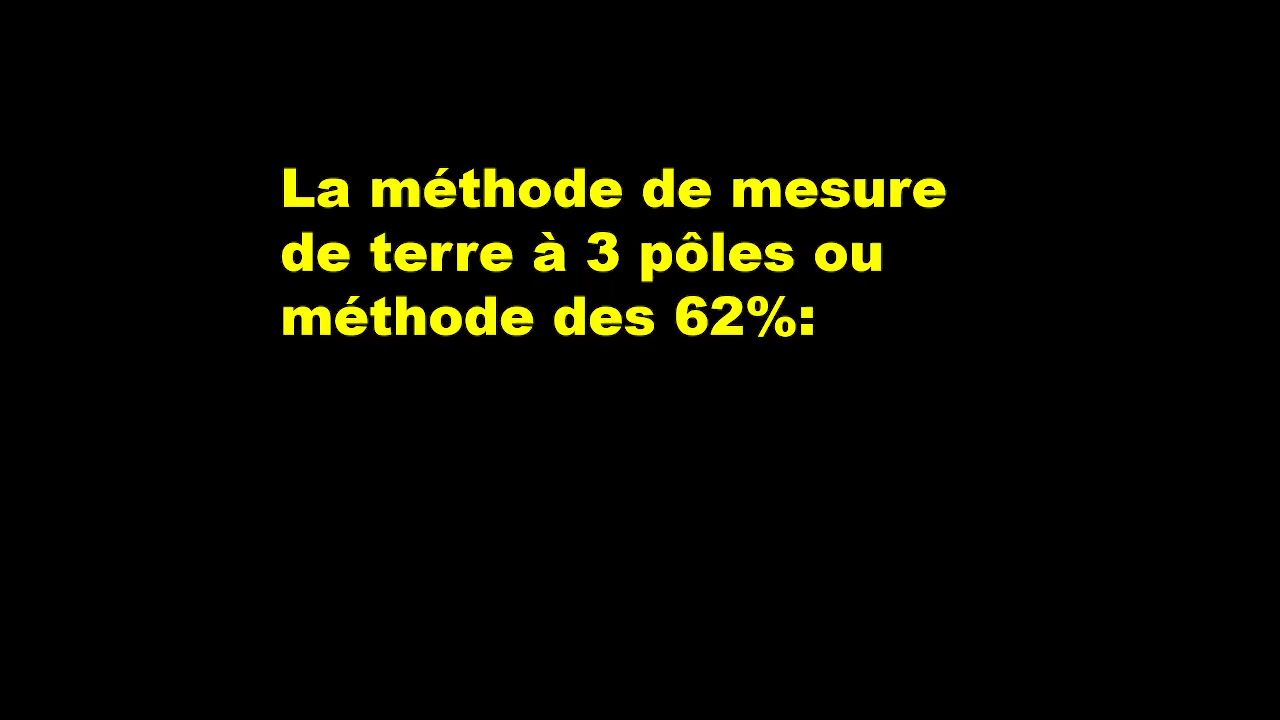 La méthode de mesure
de terre à 3 pôles ou
méthode des 62%: